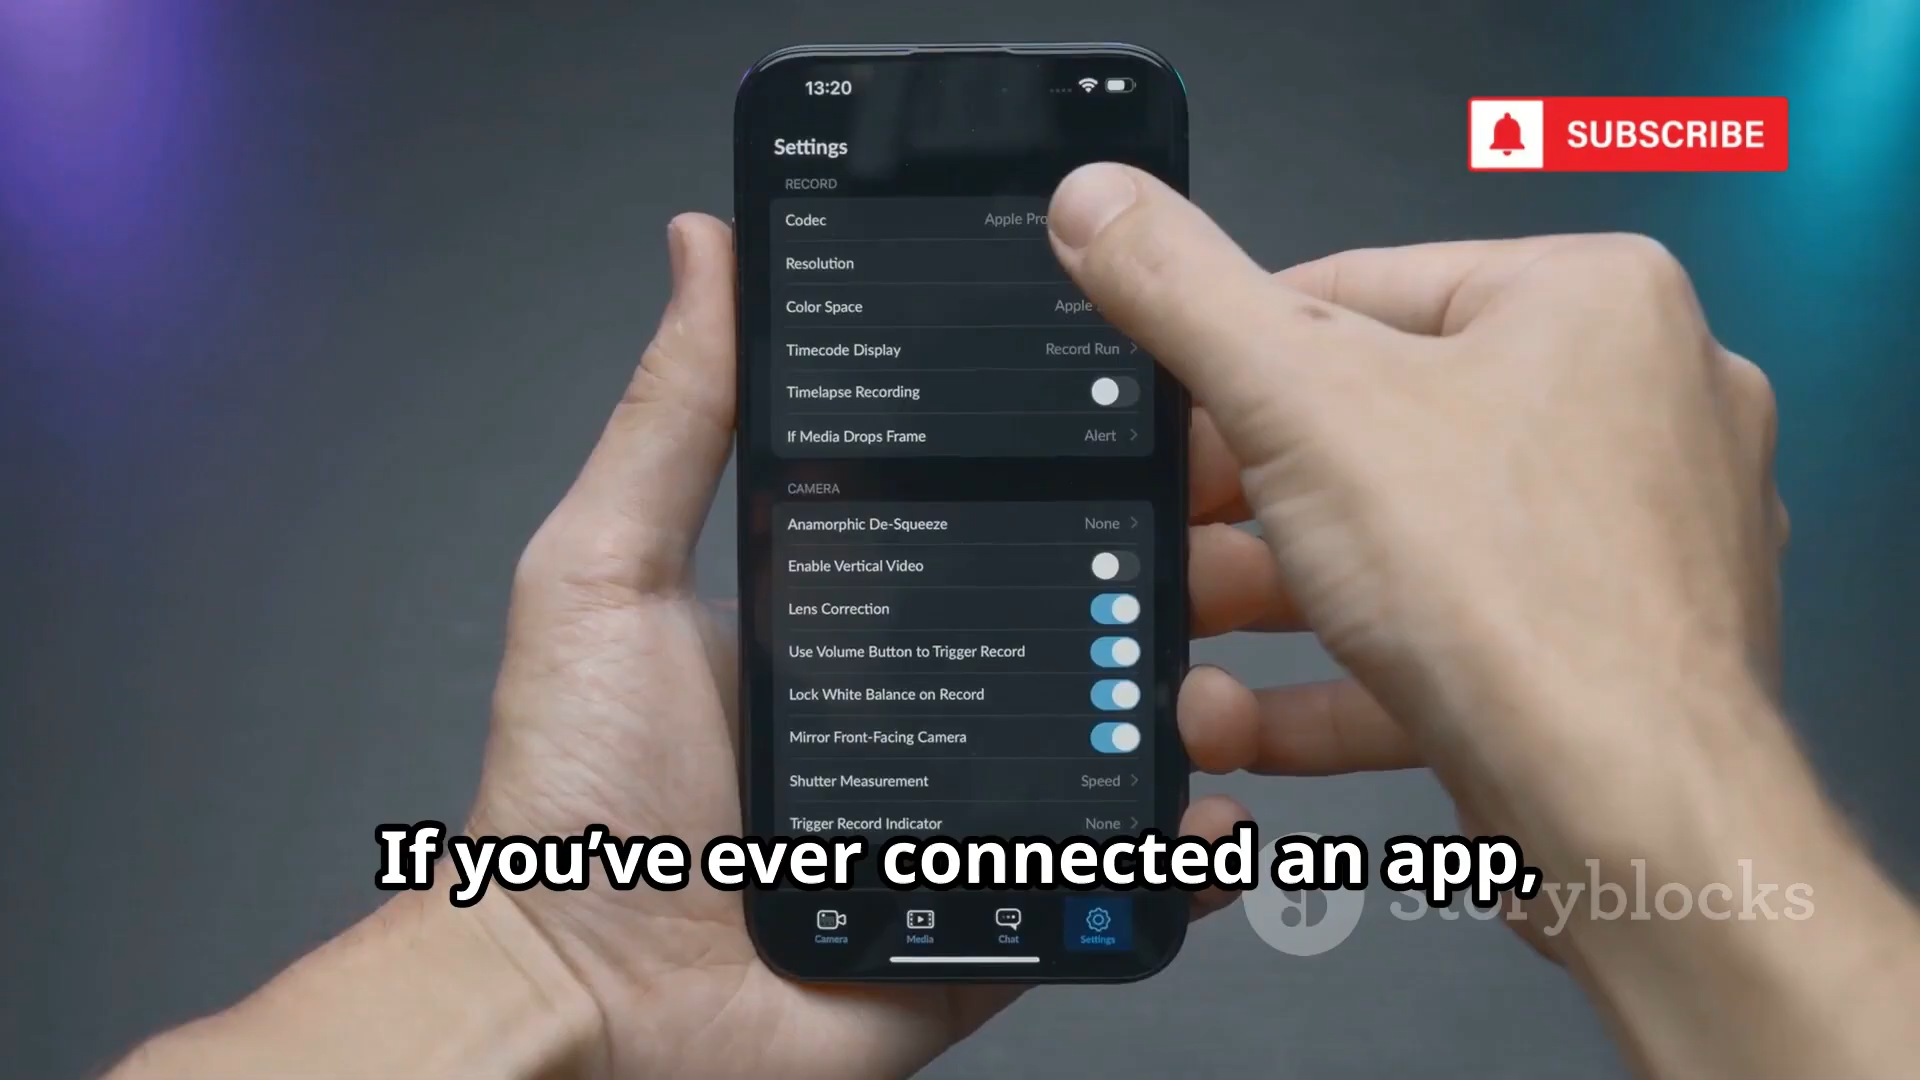 13:20
SUBSCRIBE
Settings
RECORD
Codec Apple Pro
Resolution
Color Space Apple
Timecode Display Record Run
Timelapse Recording
If Media Drops Frame Alert
CAMERA
Anamorphic De-Squeeze None
Enable Vertical Video
Lens Correction
Use Volume Button to Trigger Record
Lock White Balance on Record
Mirror Front-Facing Camera
Shutter Measurement Speed
Trigger Record Indicator None
If you’ve ever connected an app,
Storyblocks
Camera Media Chat Settings